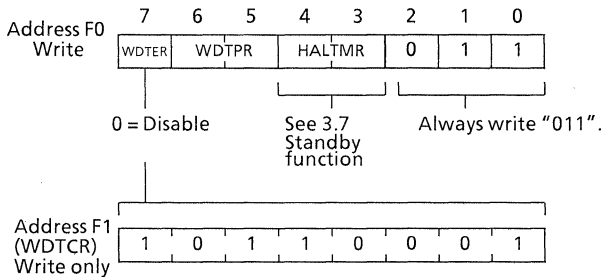 7 6 5 4 3 2 1 0
Address F0
Write
WDTER WDTPR HALTMR 0 1 1
0 = Disable
See 3.7
Standby
function
Always write "011".
Address F1
(WDTCR)
Write only
1 0 1 1 0 0 0 1